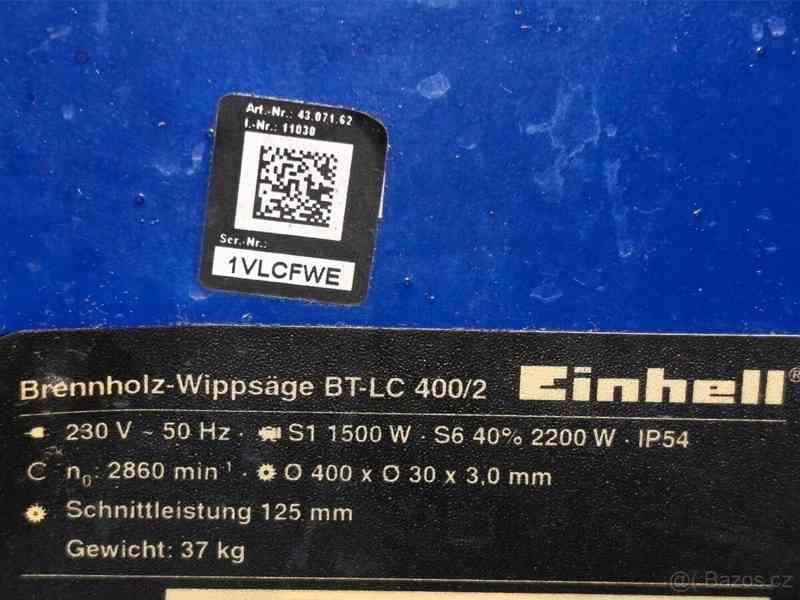 Art.-Nr.: 43.071.62
I.-Nr.: 11030
Ser.-Nr.:
1VLCFWE
Brennholz-Wippsäge BT-LC 400/2 Einhell®
230 V ~ 50 Hz · S1 1500 W · S6 40% 2200 W · IP54
n₀: 2860 min⁻¹ · Ø 400 x Ø 30 x 3,0 mm
Schnittleistung 125 mm
Gewicht: 37 kg
@( Bazos.cz